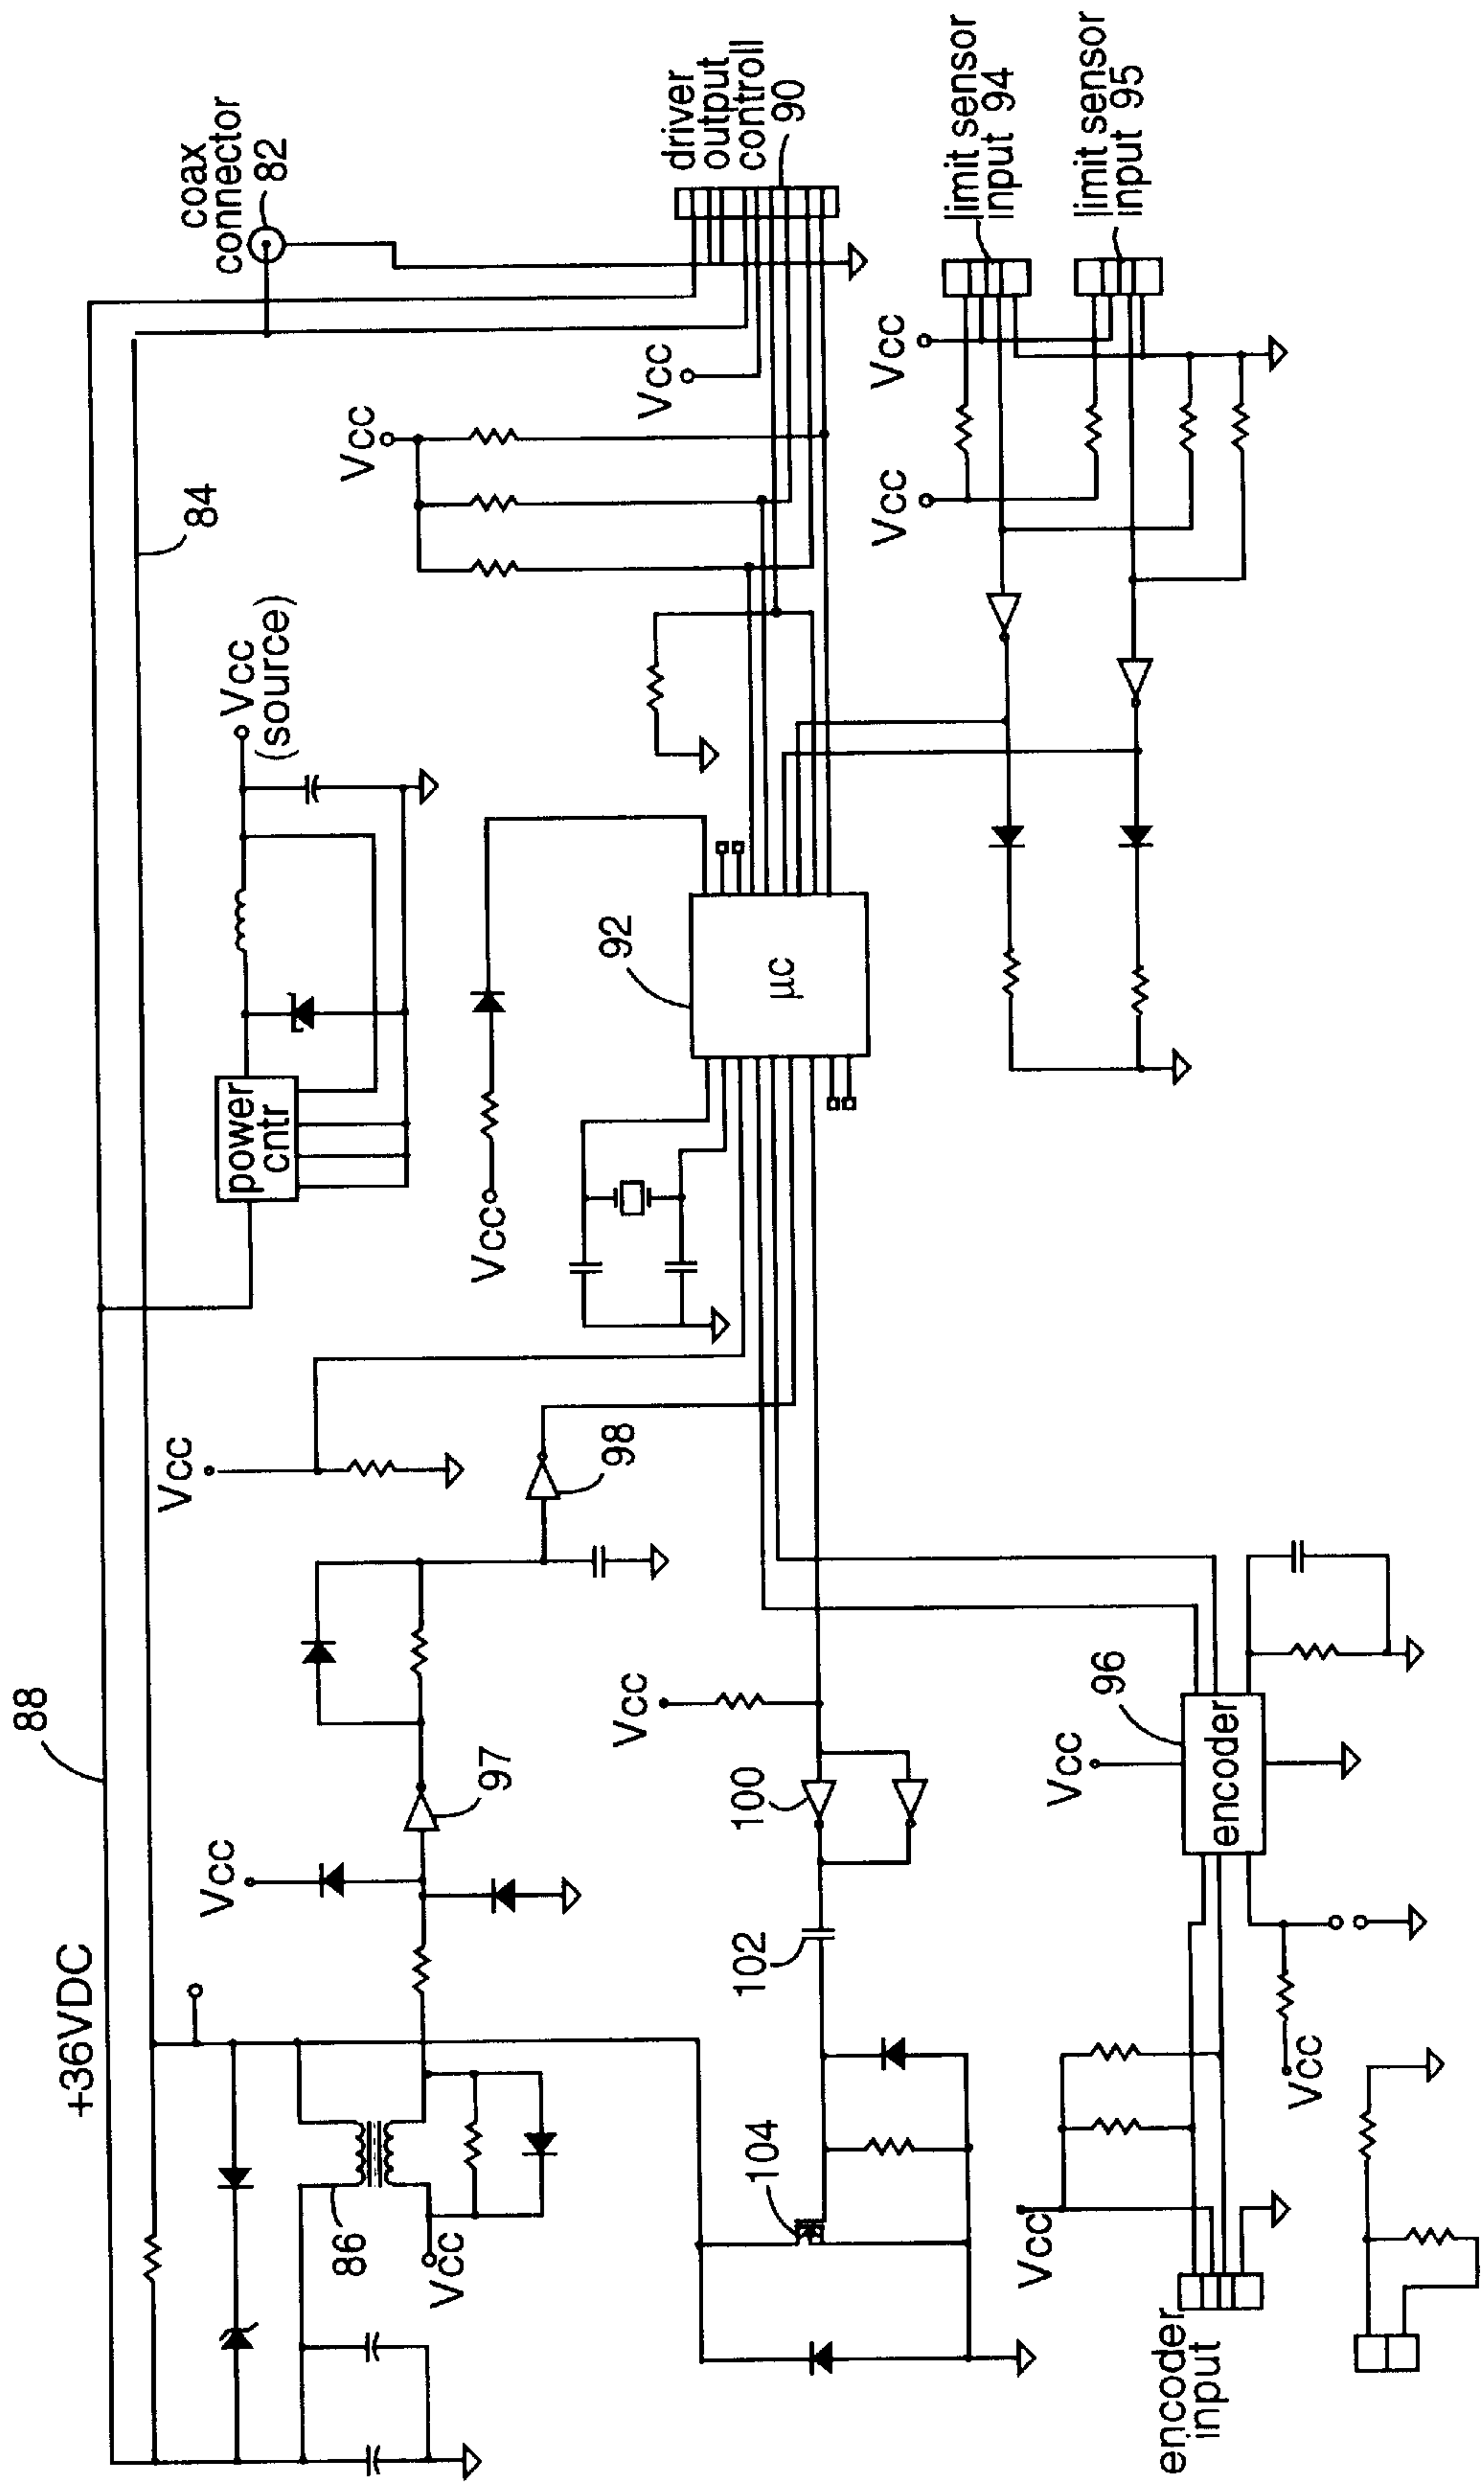 88
+36VDC
84
coax
connector
82
Vcc
(source)
power
cntr
Vcc
Vcc
97
86
Vcc
98
Vcc
92
µc
Vcc
Vcc
driver
output
controll
90
Vcc
100
102
104
Vcc
Vcc
limit sensor
input 94
limit sensor
input 95
Vcc
96
encoder
Vcc
Vcc
encoder
input